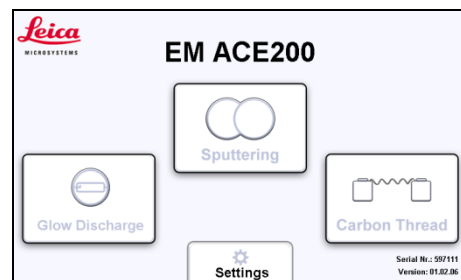 Leica
MICROSYSTEMS
EM ACE200
Sputtering
Glow Discharge
Carbon Thread
Settings
Serial Nr.: 597111
Version: 01.02.06